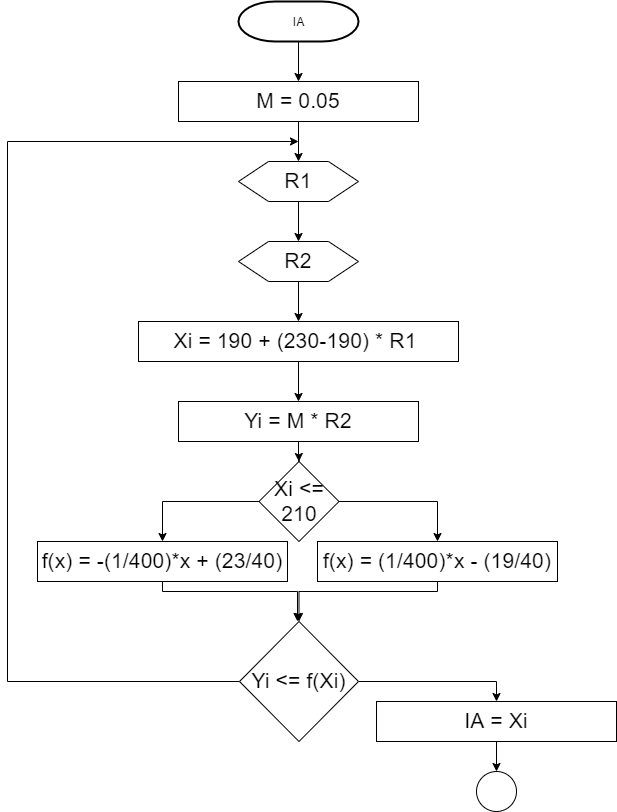 IA
M = 0.05
R1
R2
Xi = 190 + (230-190) * R1
Yi = M * R2
Xi <=
210
f(x) = -(1/400)*x + (23/40)
f(x) = (1/400)*x - (19/40)
Yi <= f(Xi)
IA = Xi